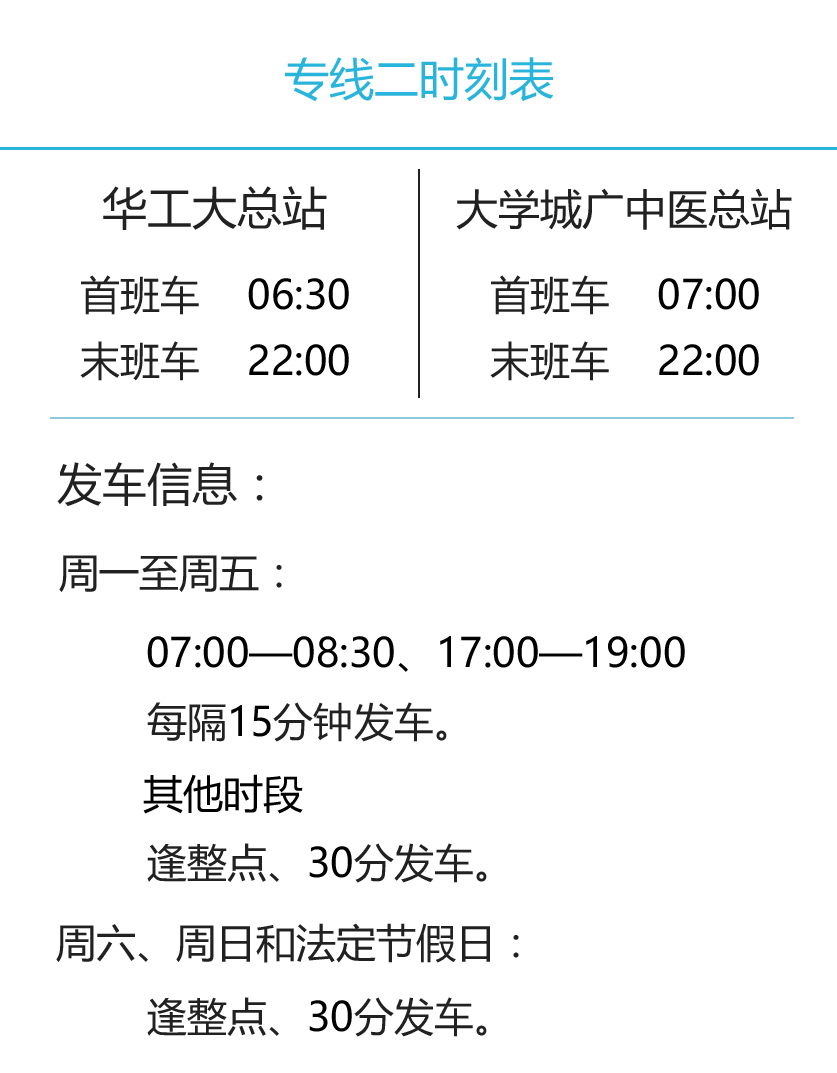 专线二时刻表
华工大总站
首班车 06:30
末班车 22:00
大学城广中医总站
首班车 07:00
末班车 22:00
发车信息：
周一至周五：
07:00—08:30、17:00—19:00
每隔15分钟发车。
其他时段
逢整点、30分发车。
周六、周日和法定节假日：
逢整点、30分发车。